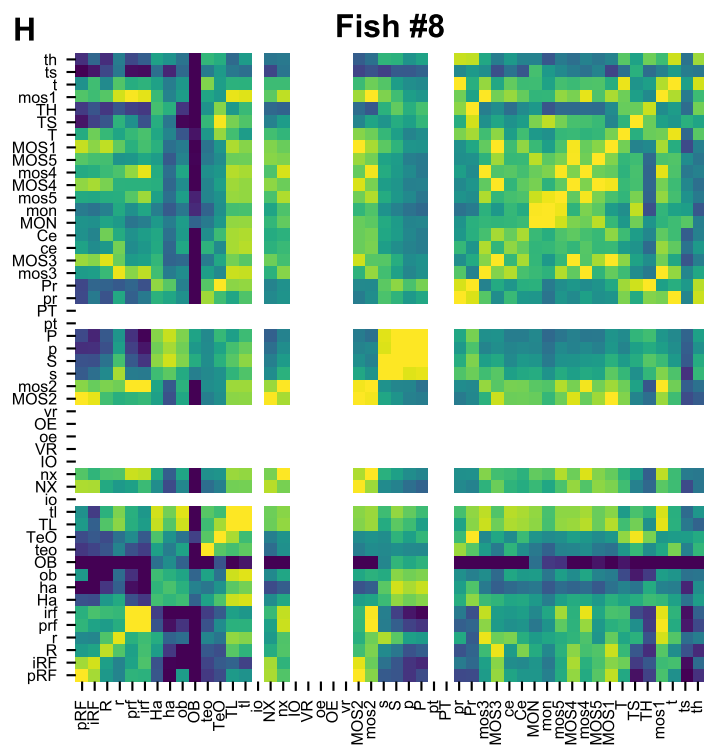 H
Fish #8
th
ts
t
mos1
TH
TS
T
MOS1
MOS5
mos4
MOS4
mos5
mon
MON
Ce
ce
MOS3
mos3
Pr
pr
PT
pt
P
p
S
s
mos2
MOS2
vr
OE
oe
VR
IO
nx
NX
io
tl
TL
TeO
teo
OB
ob
ha
Ha
irf
prf
r
R
iRF
pRF
pRF
iRF
R
r
prf
irf
Ha
ha
ob
OB
teo
TeO
TL
tl
io
NX
nx
IO
VR
oe
OE
vr
MOS2
mos2
s
S
p
P
pt
PT
pr
Pr
mos3
MOS3
ce
Ce
MON
mon
mos5
MOS4
mos4
MOS5
MOS1
T
TS
TH
mos1
t
ts
th